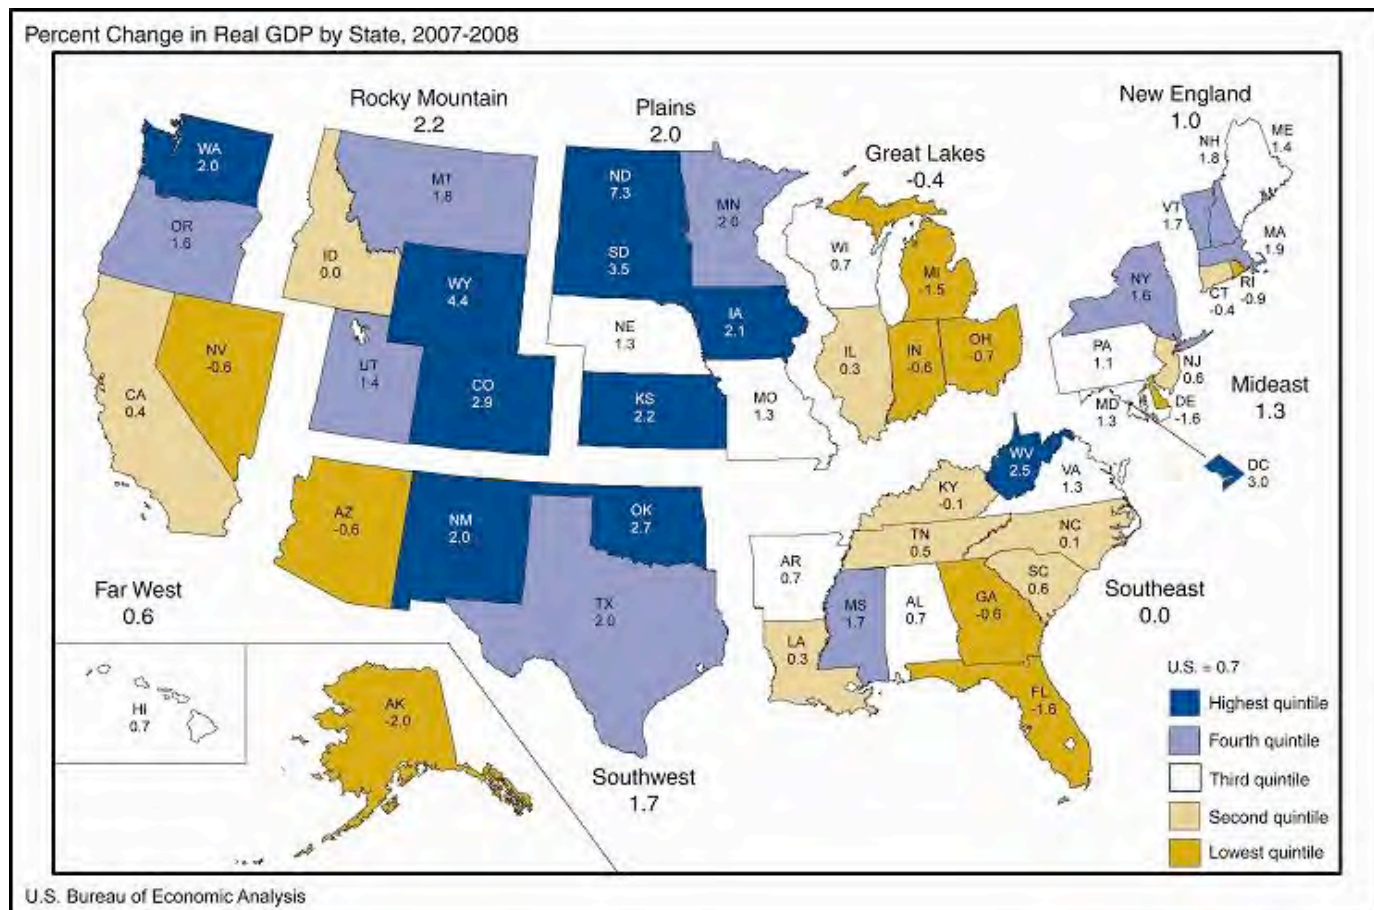 Percent Change in Real GDP by State, 2007-2008
Rocky Mountain
2.2
Plains
2.0
Great Lakes
-0.4
New England
1.0
WA
2.0
OR
1.6
CA
0.4
NV
-0.6
MT
1.8
ID
0.0
WY
4.4
UT
1.4
CO
2.9
ND
7.3
SD
3.5
MN
2.0
NE
1.3
IA
2.1
KS
2.2
MO
1.3
WI
0.7
MI
-1.5
IL
0.3
IN
-0.6
OH
-0.7
NH
1.8
ME
1.4
VT
1.7
MA
1.9
RI
-0.9
CT
-0.4
NY
1.6
PA
1.1
NJ
0.6
MD
1.3
DE
-1.6
DC
3.0
Mideast
1.3
AZ
-0.6
NM
2.0
OK
2.7
TX
2.0
AR
0.7
LA
0.3
MS
1.7
AL
0.7
GA
-0.6
FL
-1.6
KY
-0.1
TN
0.5
WV
2.5
VA
1.3
NC
0.1
SC
0.6
Far West
0.6
Southwest
1.7
Southeast
0.0
HI
0.7
AK
-2.0
U.S. = 0.7
Highest quintile
Fourth quintile
Third quintile
Second quintile
Lowest quintile
U.S. Bureau of Economic Analysis